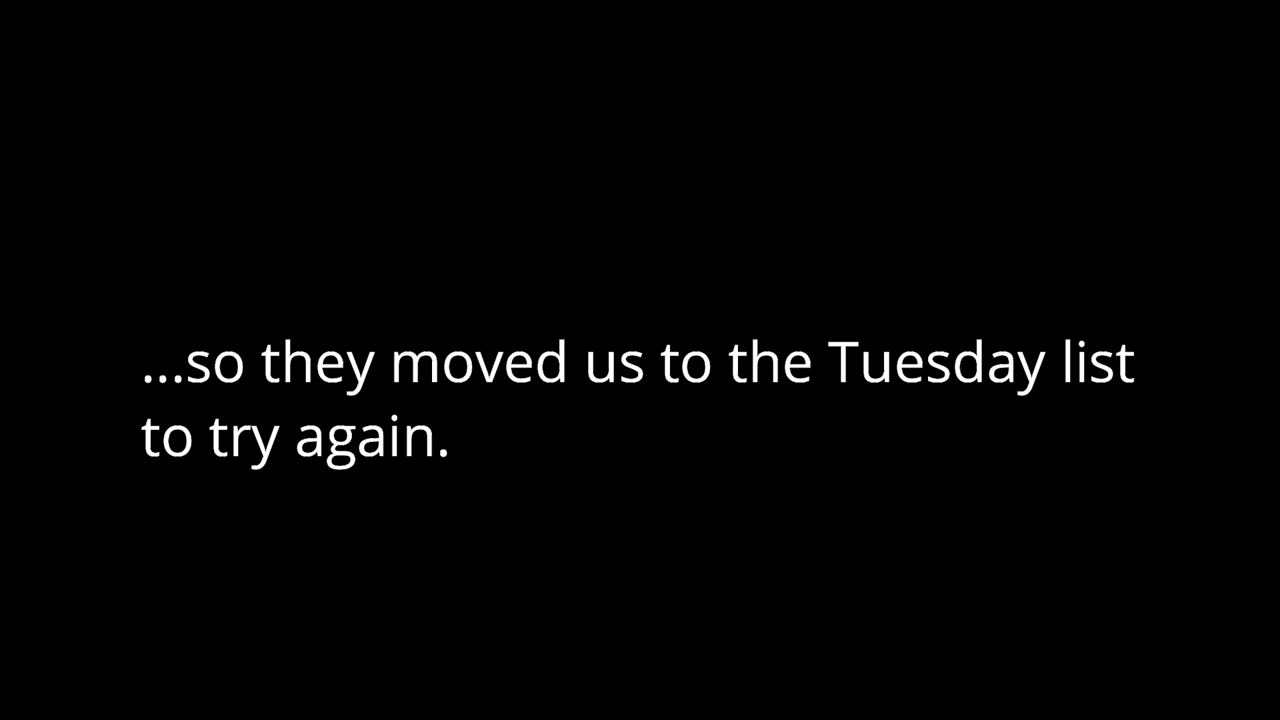 ...so they moved us to the Tuesday list
to try again.